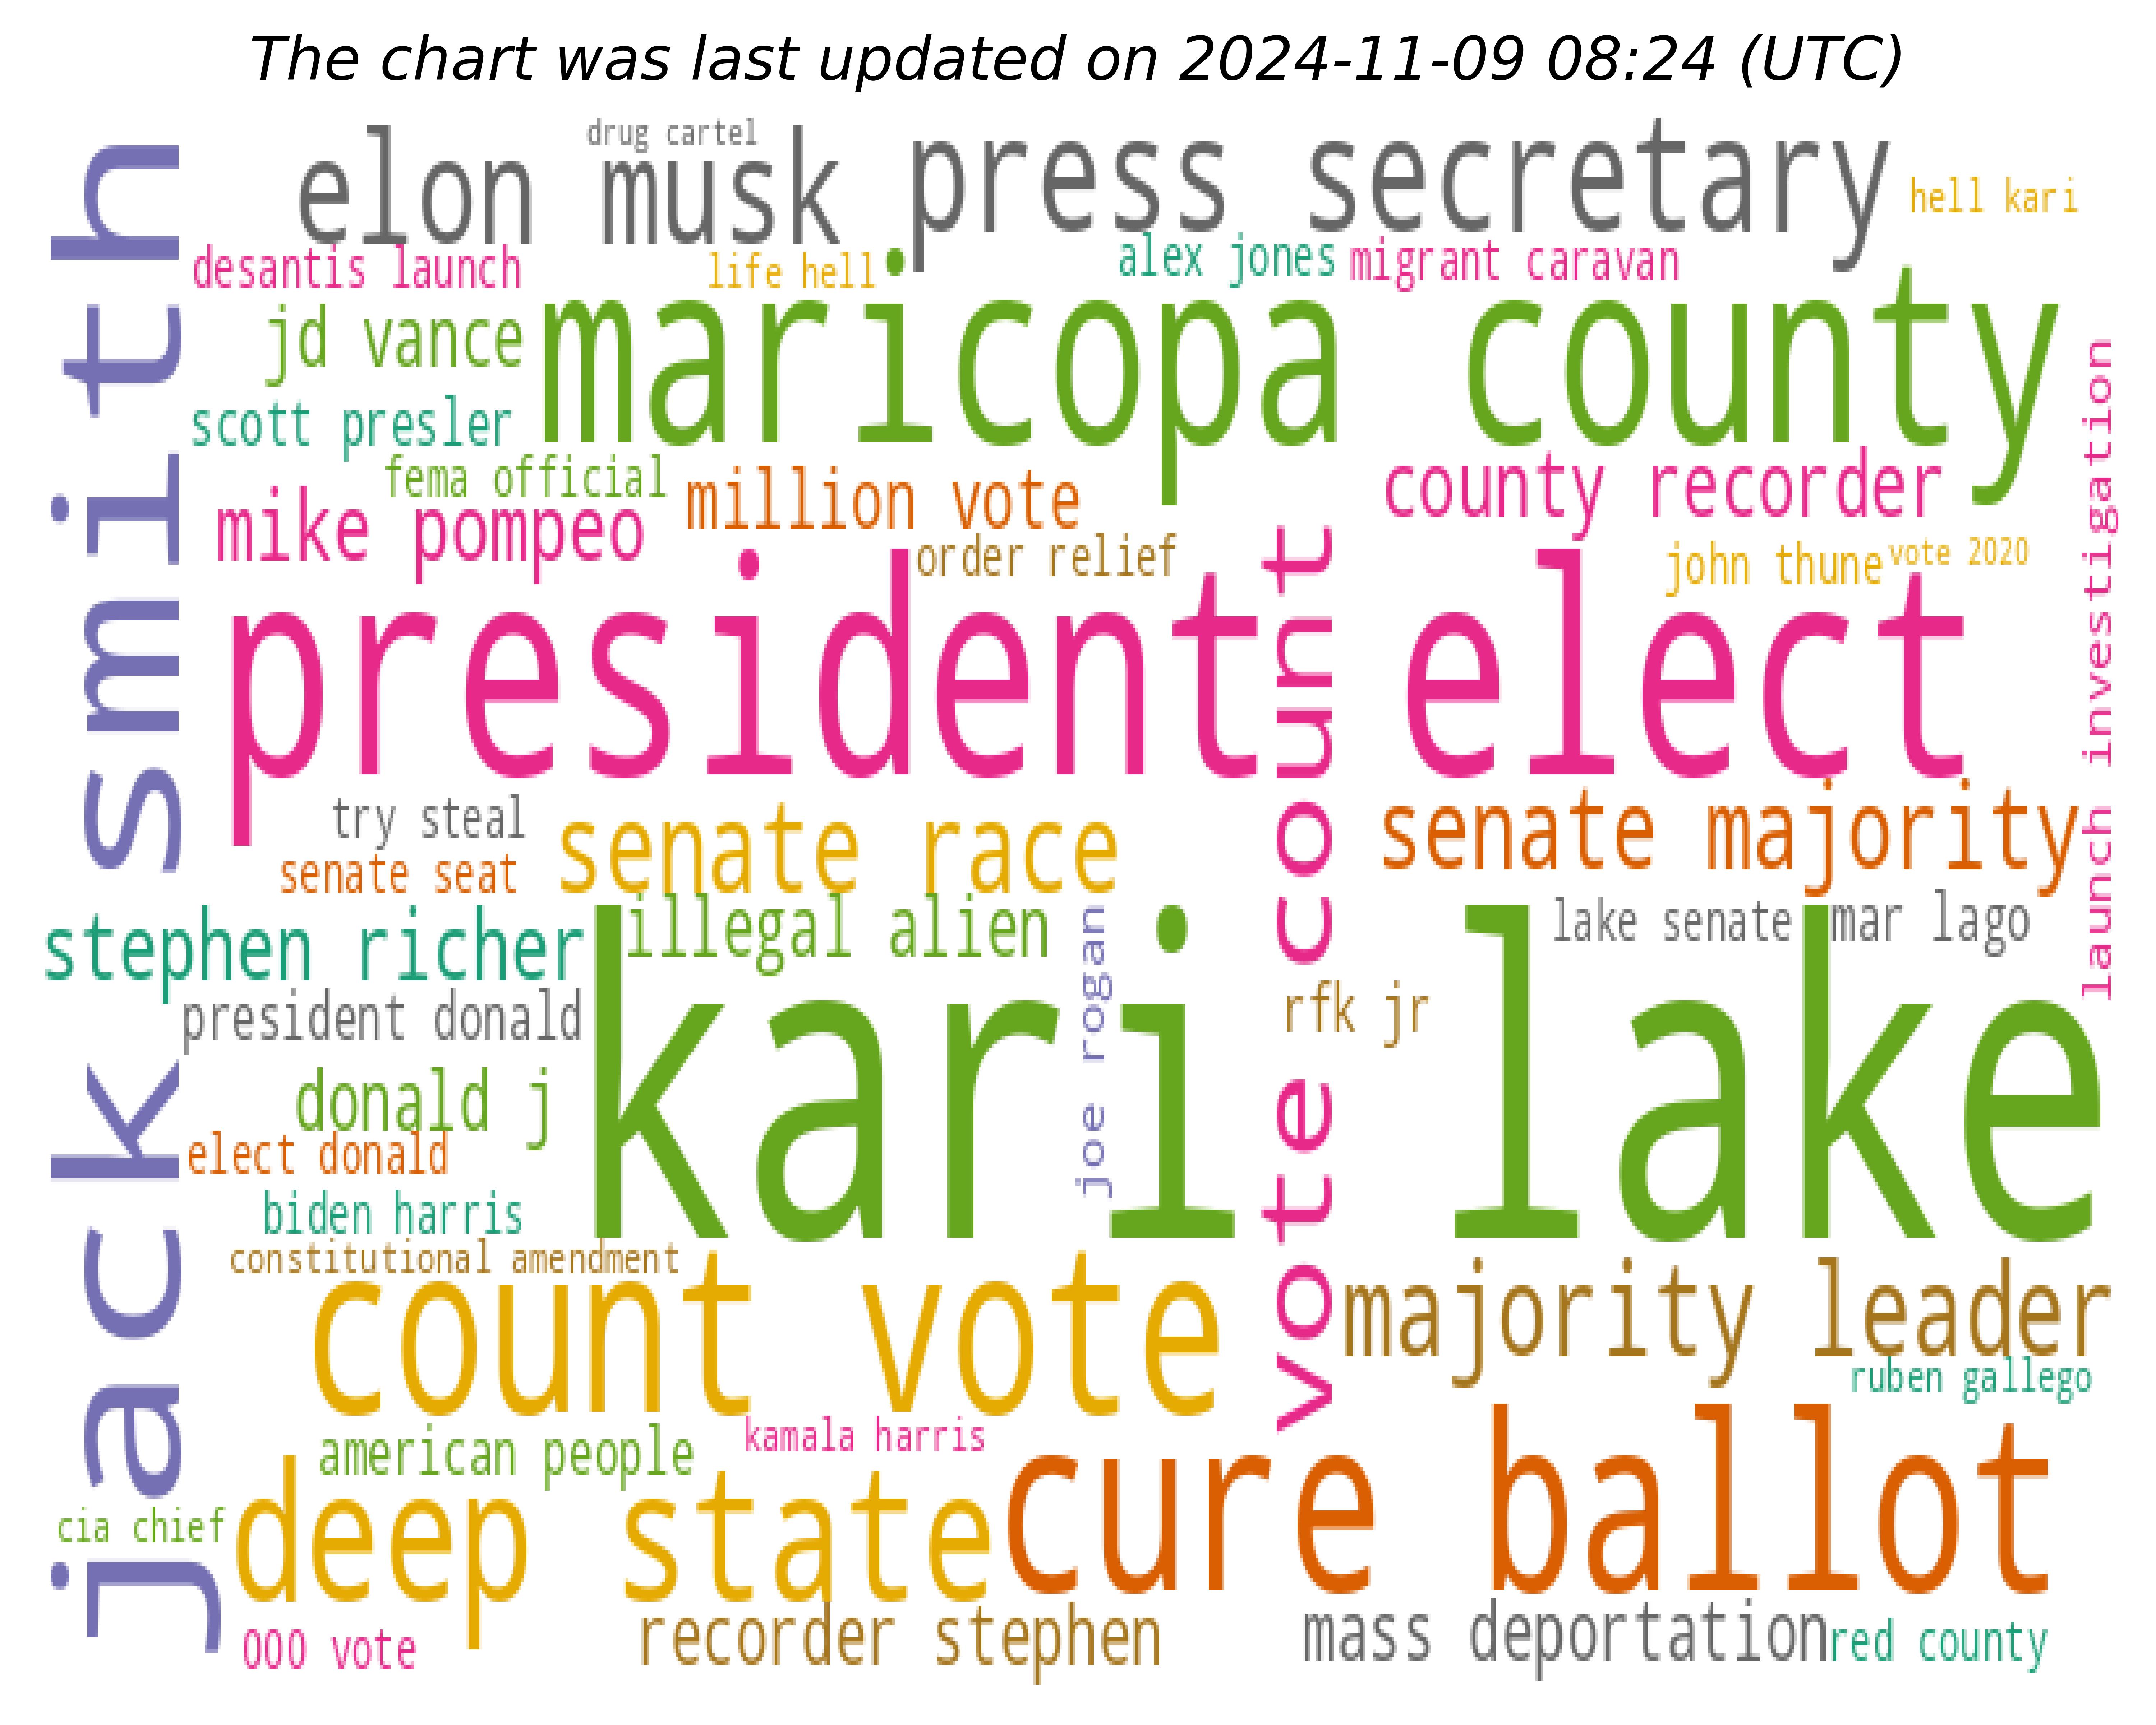 The chart was last updated on 2024-11-09 08:24 (UTC)
drug cartel
elon musk
press secretary
hell kari
desantis launch
life hell
alex jones
migrant caravan
jd vance
maricopa county
scott presler
fema official
million vote
county recorder
mike pompeo
order relief
john thune
vote 2020
president elect
launch investigation
jack smith
vote count
try steal
senate race
senate majority
senate seat
stephen richer
illegal alien
lake senate
mar lago
president donald
joe rogan
rfk jr
kari lake
donald j
elect donald
biden harris
constitutional amendment
count vote
majority leader
ruben gallego
american people
kamala harris
cure ballot
cia chief
deep state
000 vote
recorder stephen
mass deportation
red county